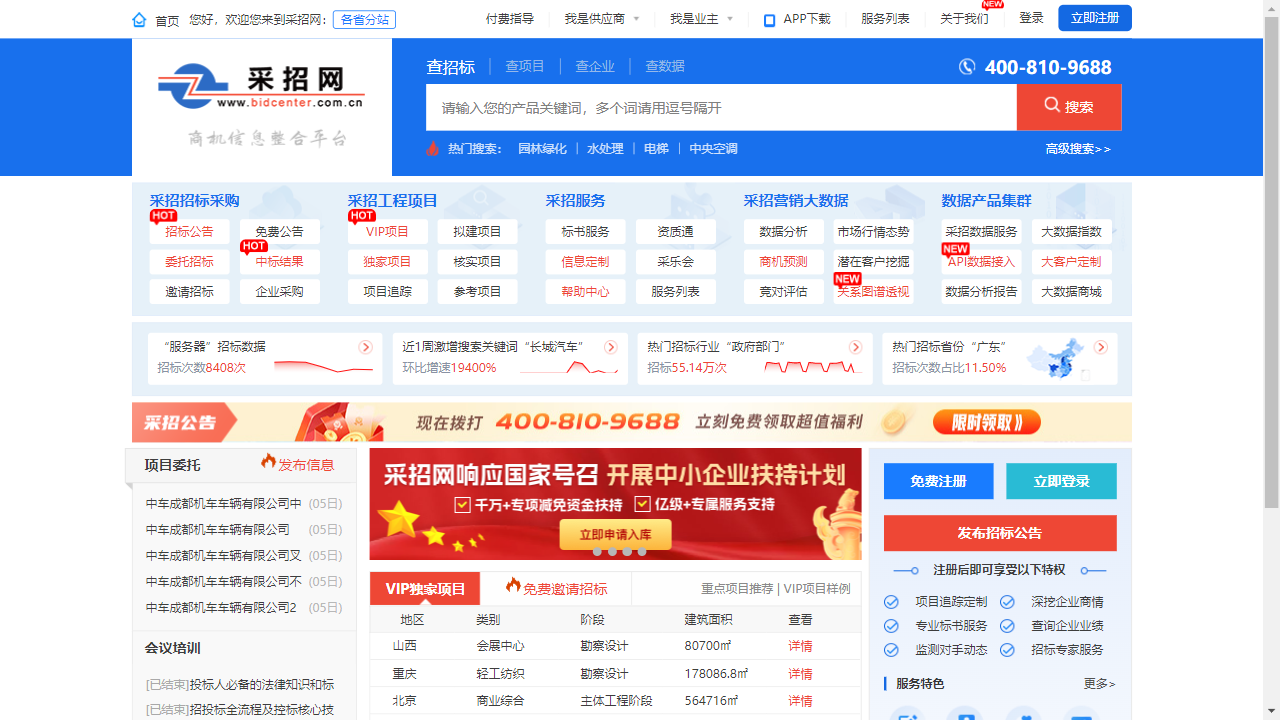 首页 您好，欢迎您来到采招网： 各省分站 付费指导 我是供应商 我是业主 APP下载 服务列表 关于我们 NEW 登录 立即注册
采招网
www.bidcenter.com.cn
商机信息整合平台
查招标 查项目 查企业 查数据 400-810-9688
请输入您的产品关键词，多个词请用逗号隔开 搜索
热门搜索： 园林绿化 水处理 电梯 中央空调 高级搜索>>
采招招标采购 采招工程项目 采招服务 采招营销大数据 数据产品集群
HOT HOT
招标公告 免费公告 VIP项目 拟建项目 标书服务 资质通 数据分析 市场行情态势 采招数据服务 大数据指数
HOT NEW
委托招标 中标结果 独家项目 核实项目 信息定制 采乐会 商机预测 潜在客户挖掘 API数据接入 大客户定制
NEW
邀请招标 企业采购 项目追踪 参考项目 帮助中心 服务列表 竞对评估 关系图谱透视 数据分析报告 大数据商城
“服务器”招标数据 近1周激增搜索关键词“长城汽车” 热门招标行业“政府部门” 热门招标省份“广东”
招标次数8408次 环比增速19400% 招标55.14万次 招标次数占比11.50%
采招公告 现在拨打 400-810-9688 立刻免费领取超值福利 限时领取》
项目委托 发布信息
中车成都机车车辆有限公司中 (05日)
中车成都机车车辆有限公司 (05日)
中车成都机车车辆有限公司叉 (05日)
中车成都机车车辆有限公司不 (05日)
中车成都机车车辆有限公司2 (05日)
会议培训
[已结束]投标人必备的法律知识和标
[已结束]招投标全流程及控标核心技
采招网响应国家号召 开展中小企业扶持计划
千万+专项减免资金扶持 亿级+专属服务支持
立即申请入库
VIP独家项目 免费邀请招标 重点项目推荐 | VIP项目样例
地区 类别 阶段 建筑面积 查看
山西 会展中心 勘察设计 80700㎡ 详情
重庆 轻工纺织 勘察设计 178086.8㎡ 详情
北京 商业综合 主体工程阶段 564716㎡ 详情
免费注册 立即登录
发布招标公告
注册后即可享受以下特权
项目追踪定制 深挖企业商情
专业标书服务 查询企业业绩
监测对手动态 招标专家服务
服务特色 更多>